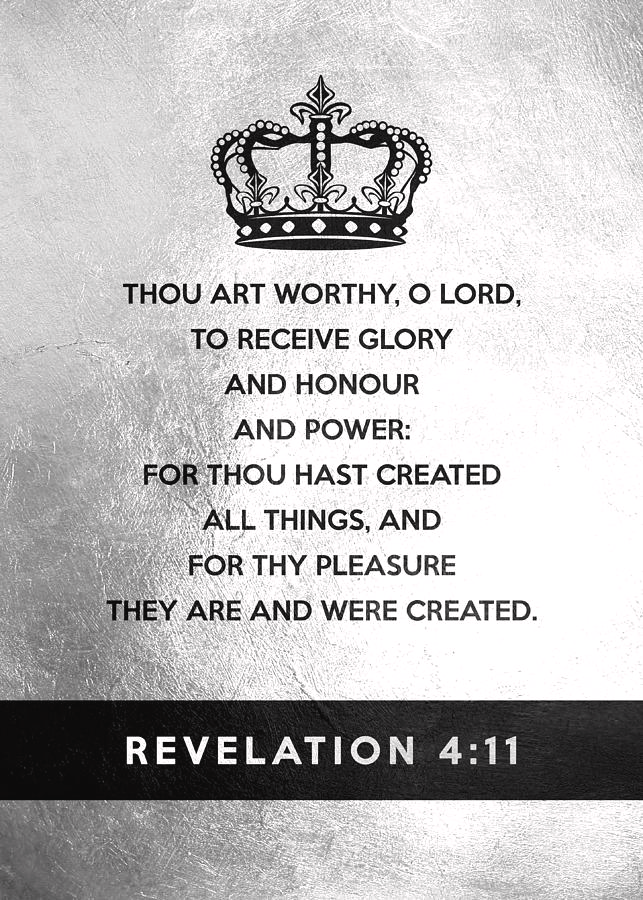 THOU ART WORTHY, O LORD,
TO RECEIVE GLORY
AND HONOUR
AND POWER:
FOR THOU HAST CREATED
ALL THINGS, AND
FOR THY PLEASURE
THEY ARE AND WERE CREATED.
REVELATION 4:11